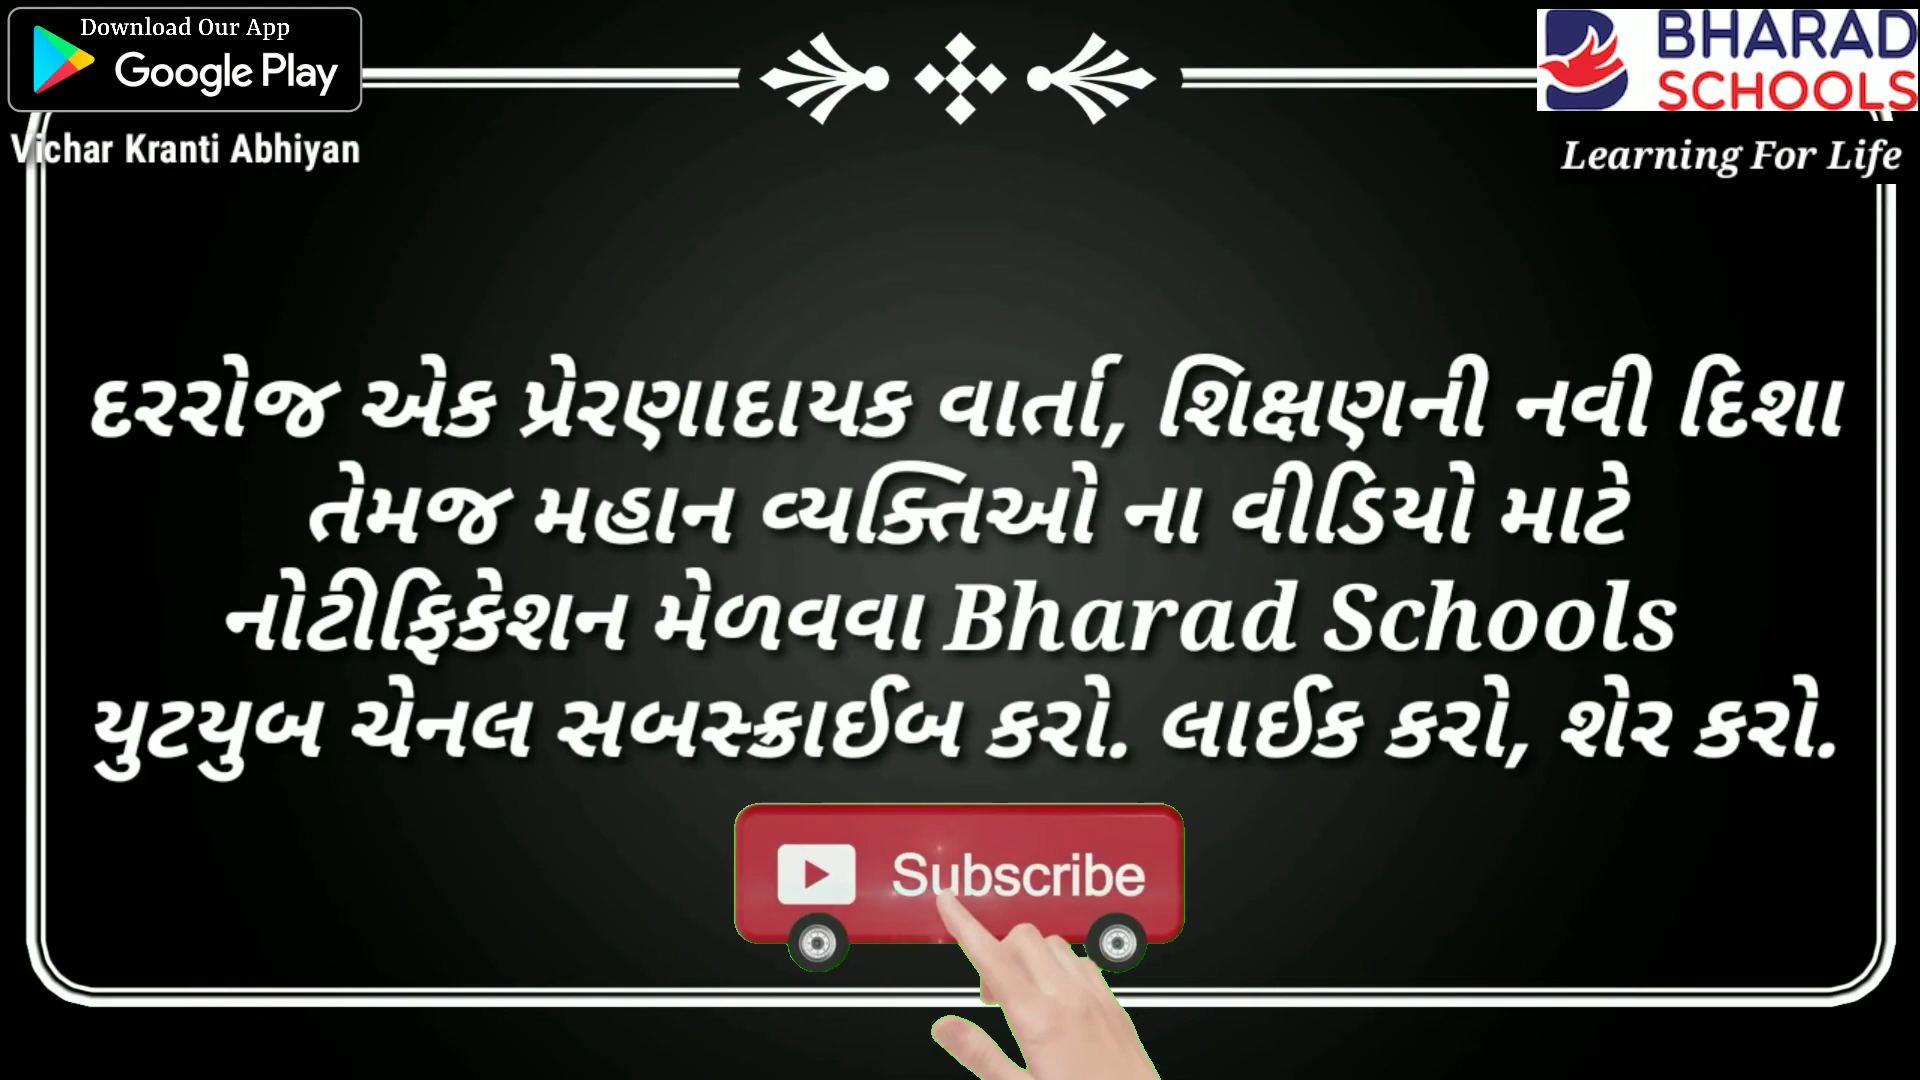 Download Our App
Google Play
Vichar Kranti Abhiyan
BHARAD
SCHOOLS
Learning For Life
દરરોજ એક પ્રેરણાદાયક વાર્તા, શિક્ષણની નવી દિશા
તેમજ મહાન વ્યક્તિઓ ના વીડિયો માટે
નોટીફિકેશન મેળવવા Bharad Schools
યુટયુબ ચેનલ સબસ્ક્રાઈબ કરો. લાઈક કરો, શેર કરો.
Subscribe